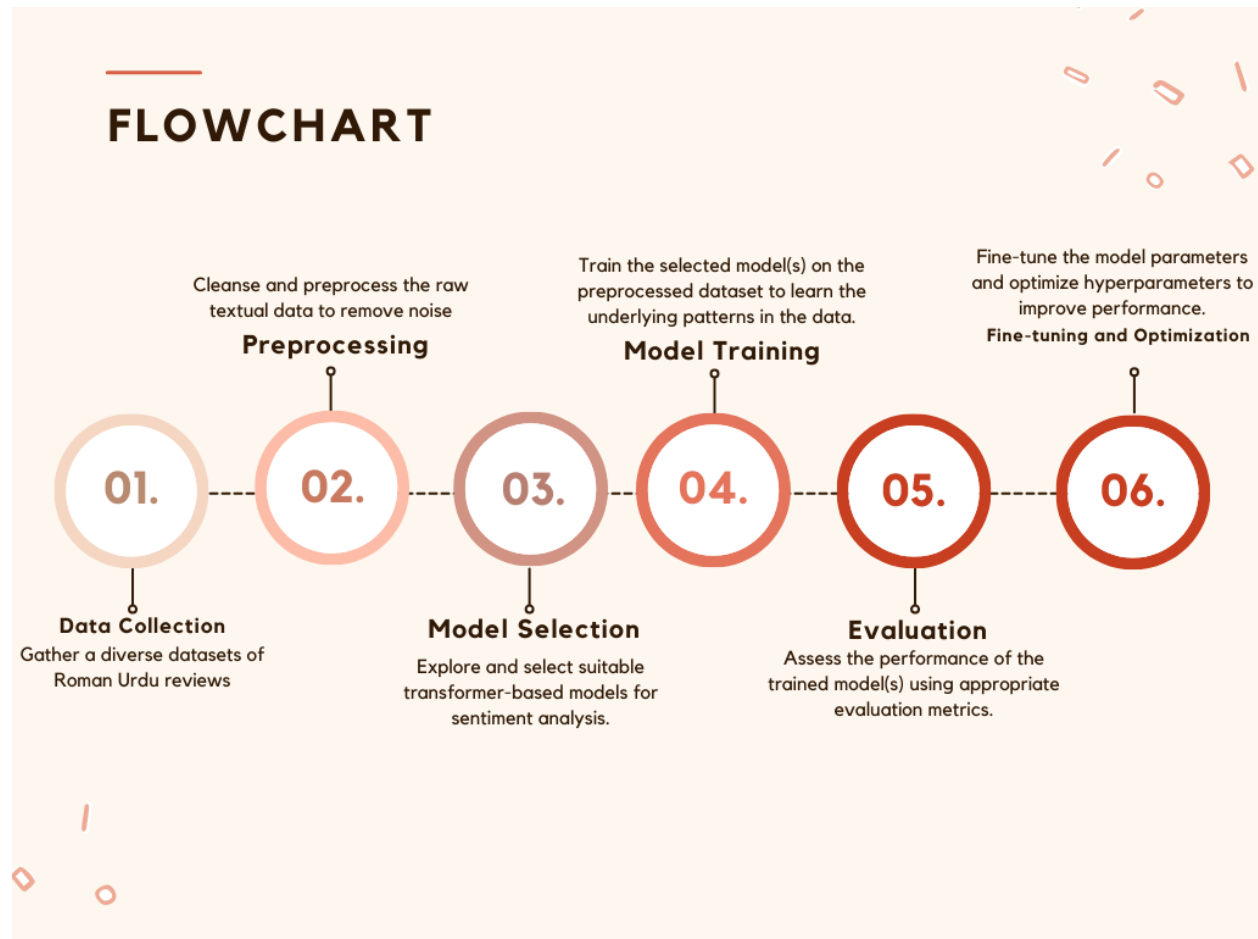 FLOWCHART
01.
Data Collection
Gather a diverse datasets of
Roman Urdu reviews
Cleanse and preprocess the raw
textual data to remove noise
Preprocessing
02.
03.
Model Selection
Explore and select suitable
transformer-based models for
sentiment analysis.
Train the selected model(s) on the
preprocessed dataset to learn the
underlying patterns in the data.
Model Training
04.
05.
Evaluation
Assess the performance of the
trained model(s) using appropriate
evaluation metrics.
Fine-tune the model parameters
and optimize hyperparameters to
improve performance.
Fine-tuning and Optimization
06.